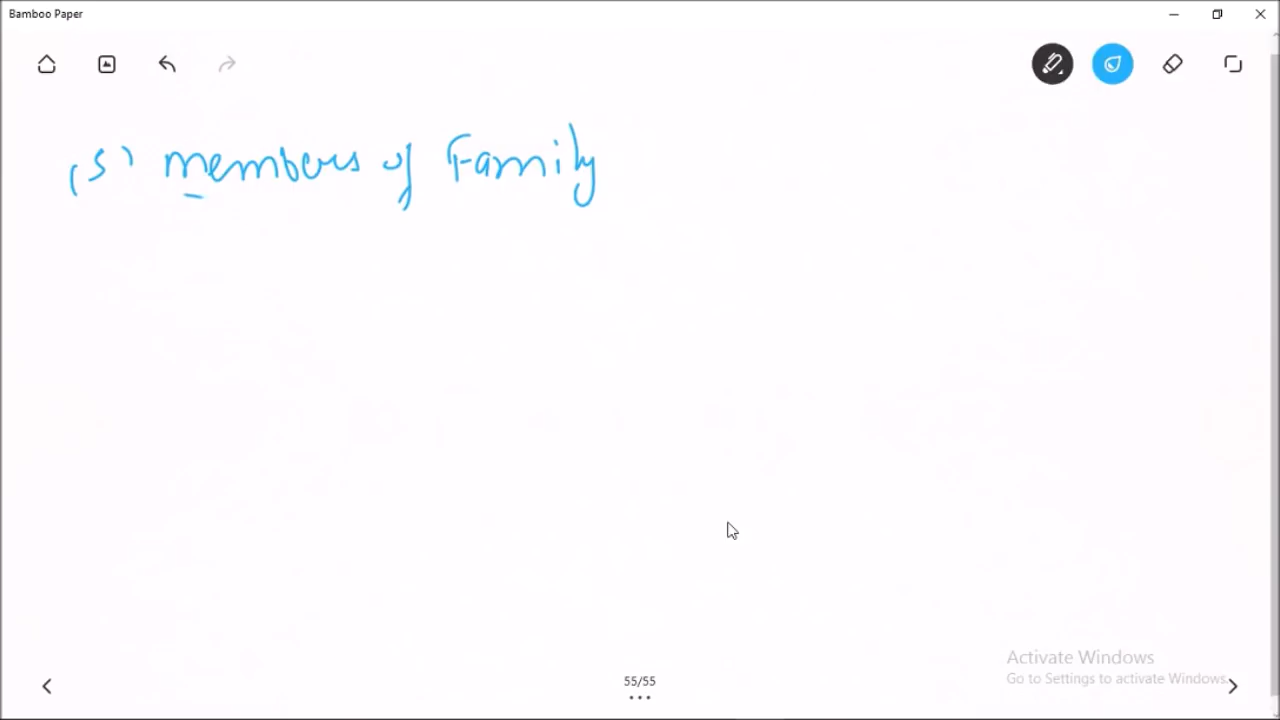 Bamboo Paper
(5) members of Family
Activate Windows
Go to Settings to activate Windows.
55/55